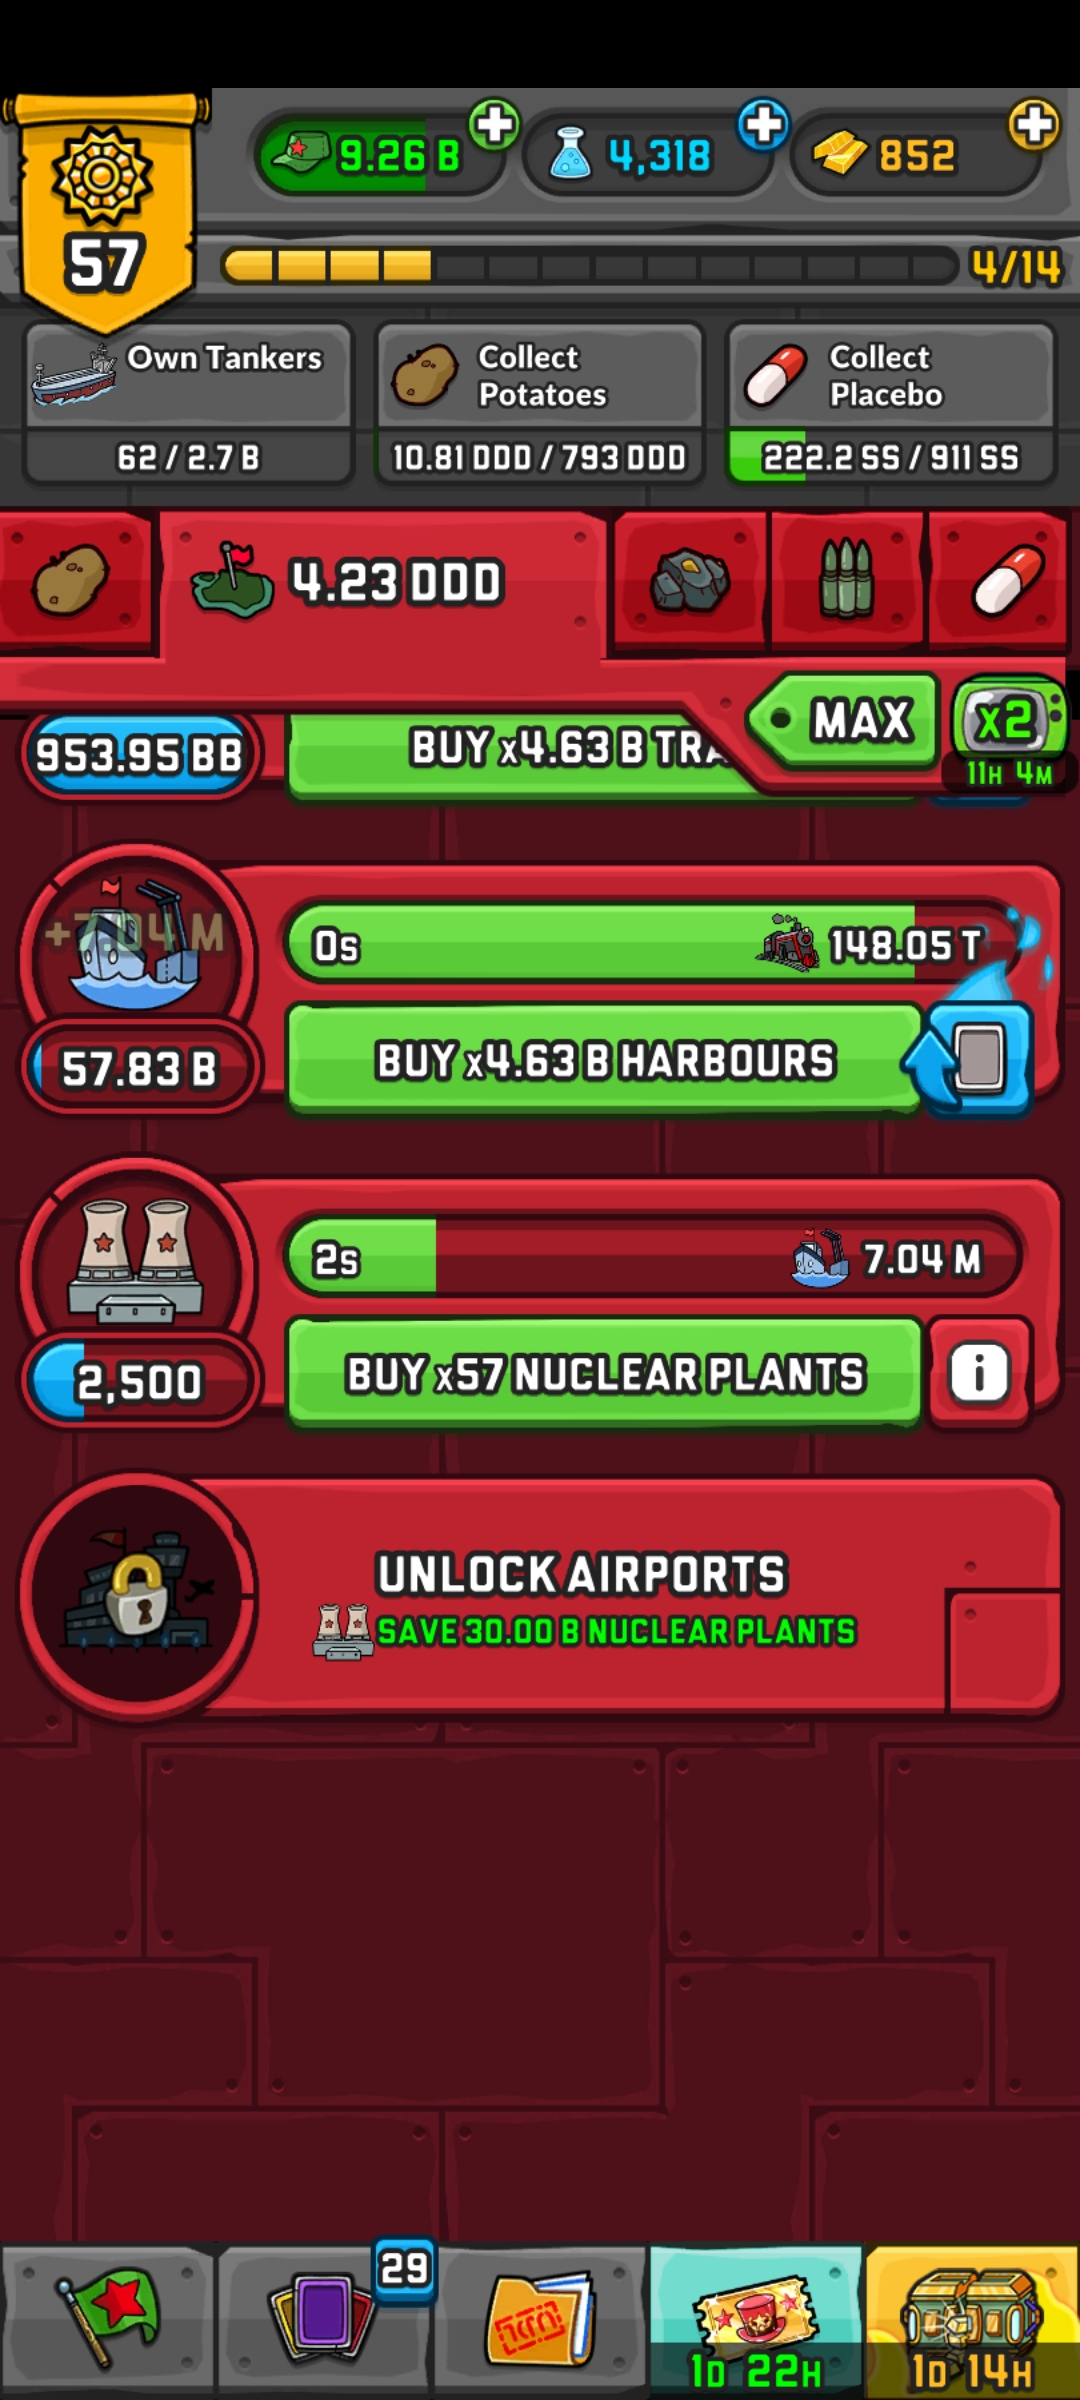 9.26 B
4,318
852
57
4/14
Own Tankers
62 / 2.7 B
Collect
Potatoes
10.81 DDD / 793 DDD
Collect
Placebo
222.2 SS / 911 SS
4.23 DDD
MAX
x2
11H 4M
953.95 BB
BUY x4.63 B TRA
+7.04 M
0s
148.05 T
57.83 B
BUY x4.63 B HARBOURS
2s
7.04 M
2,500
BUY x57 NUCLEAR PLANTS
i
UNLOCK AIRPORTS
SAVE 30.00 B NUCLEAR PLANTS
29
1D 22H
1D 14H